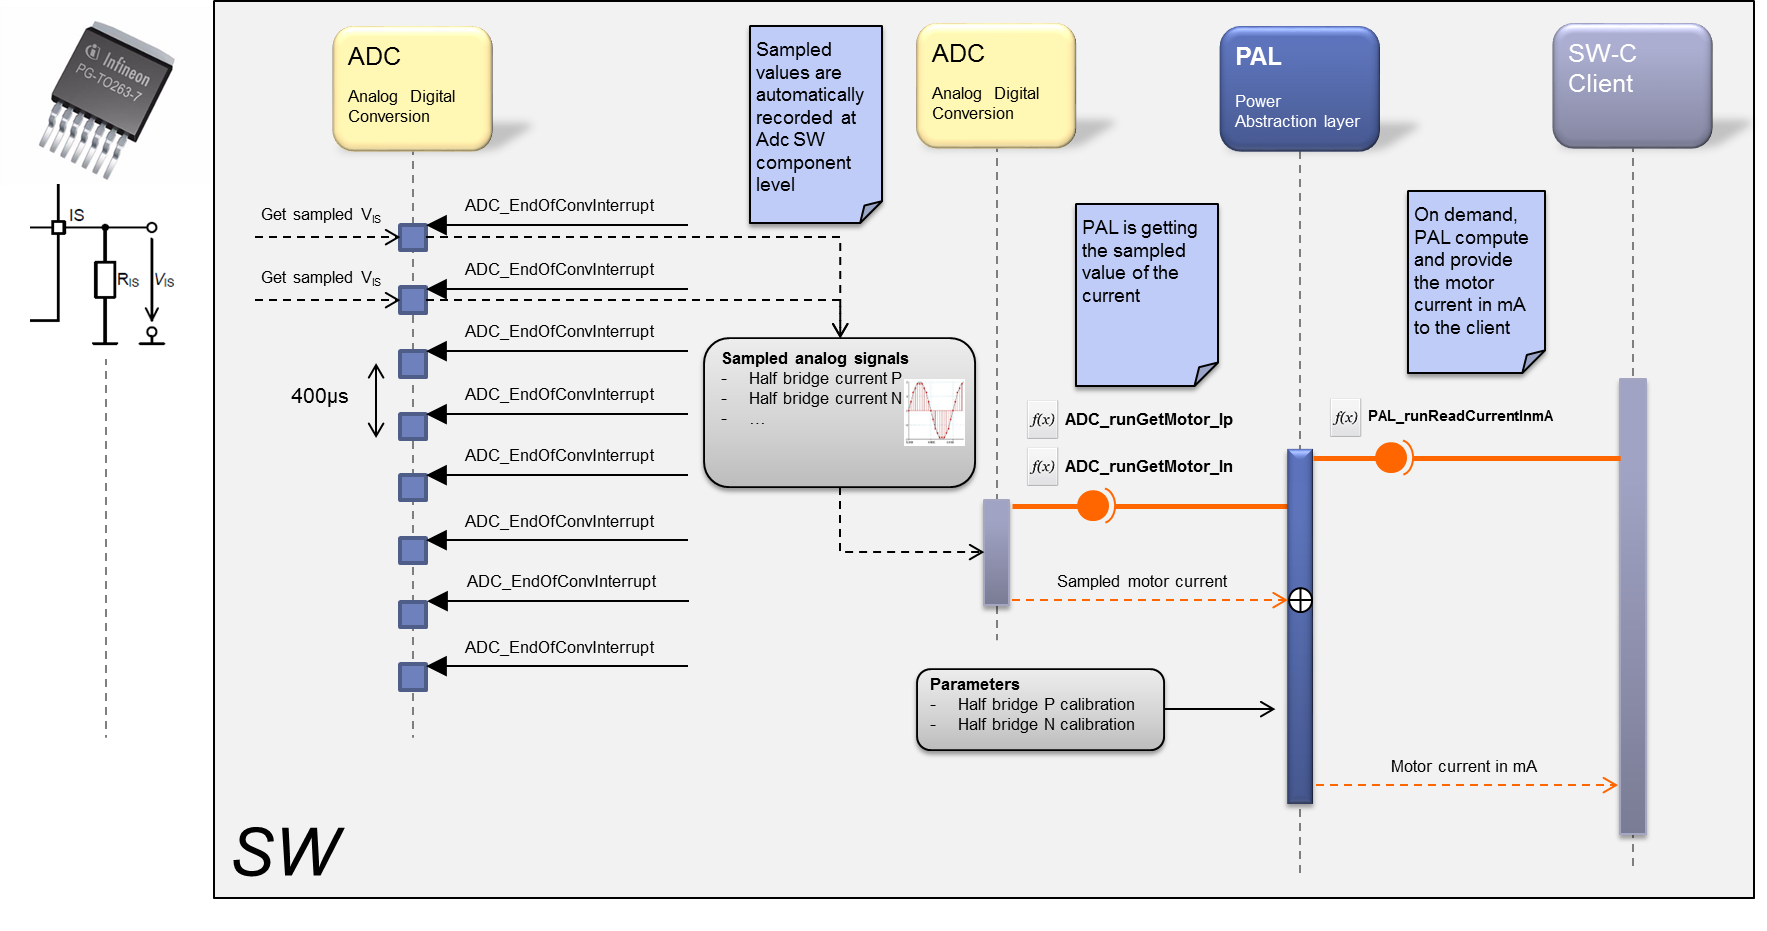 Infineon
PG-TO263-7
IS
RIS
VIS
ADC
Analog Digital
Conversion
Sampled
values are
automatically
recorded at
Adc SW
component
level
ADC
Analog Digital
Conversion
PAL
Power
Abstraction layer
SW-C
Client
Get sampled VIS
ADC_EndOfConvInterrupt
Get sampled VIS
ADC_EndOfConvInterrupt
ADC_EndOfConvInterrupt
400µs
ADC_EndOfConvInterrupt
ADC_EndOfConvInterrupt
ADC_EndOfConvInterrupt
ADC_EndOfConvInterrupt
ADC_EndOfConvInterrupt
Sampled analog signals
- Half bridge current P
- Half bridge current N
- ...
PAL is getting
the sampled
value of the
current
On demand,
PAL compute
and provide
the motor
current in mA
to the client
f(x) ADC_runGetMotor_Ip
f(x) ADC_runGetMotor_In
f(x) PAL_runReadCurrentInmA
Sampled motor current
Parameters
- Half bridge P calibration
- Half bridge N calibration
Motor current in mA
SW